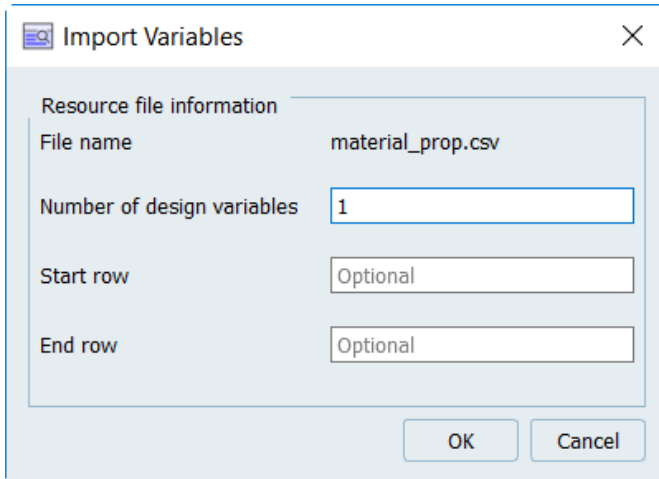 Import Variables
Resource file information
File name material_prop.csv
Number of design variables 1
Start row Optional
End row Optional
OK Cancel